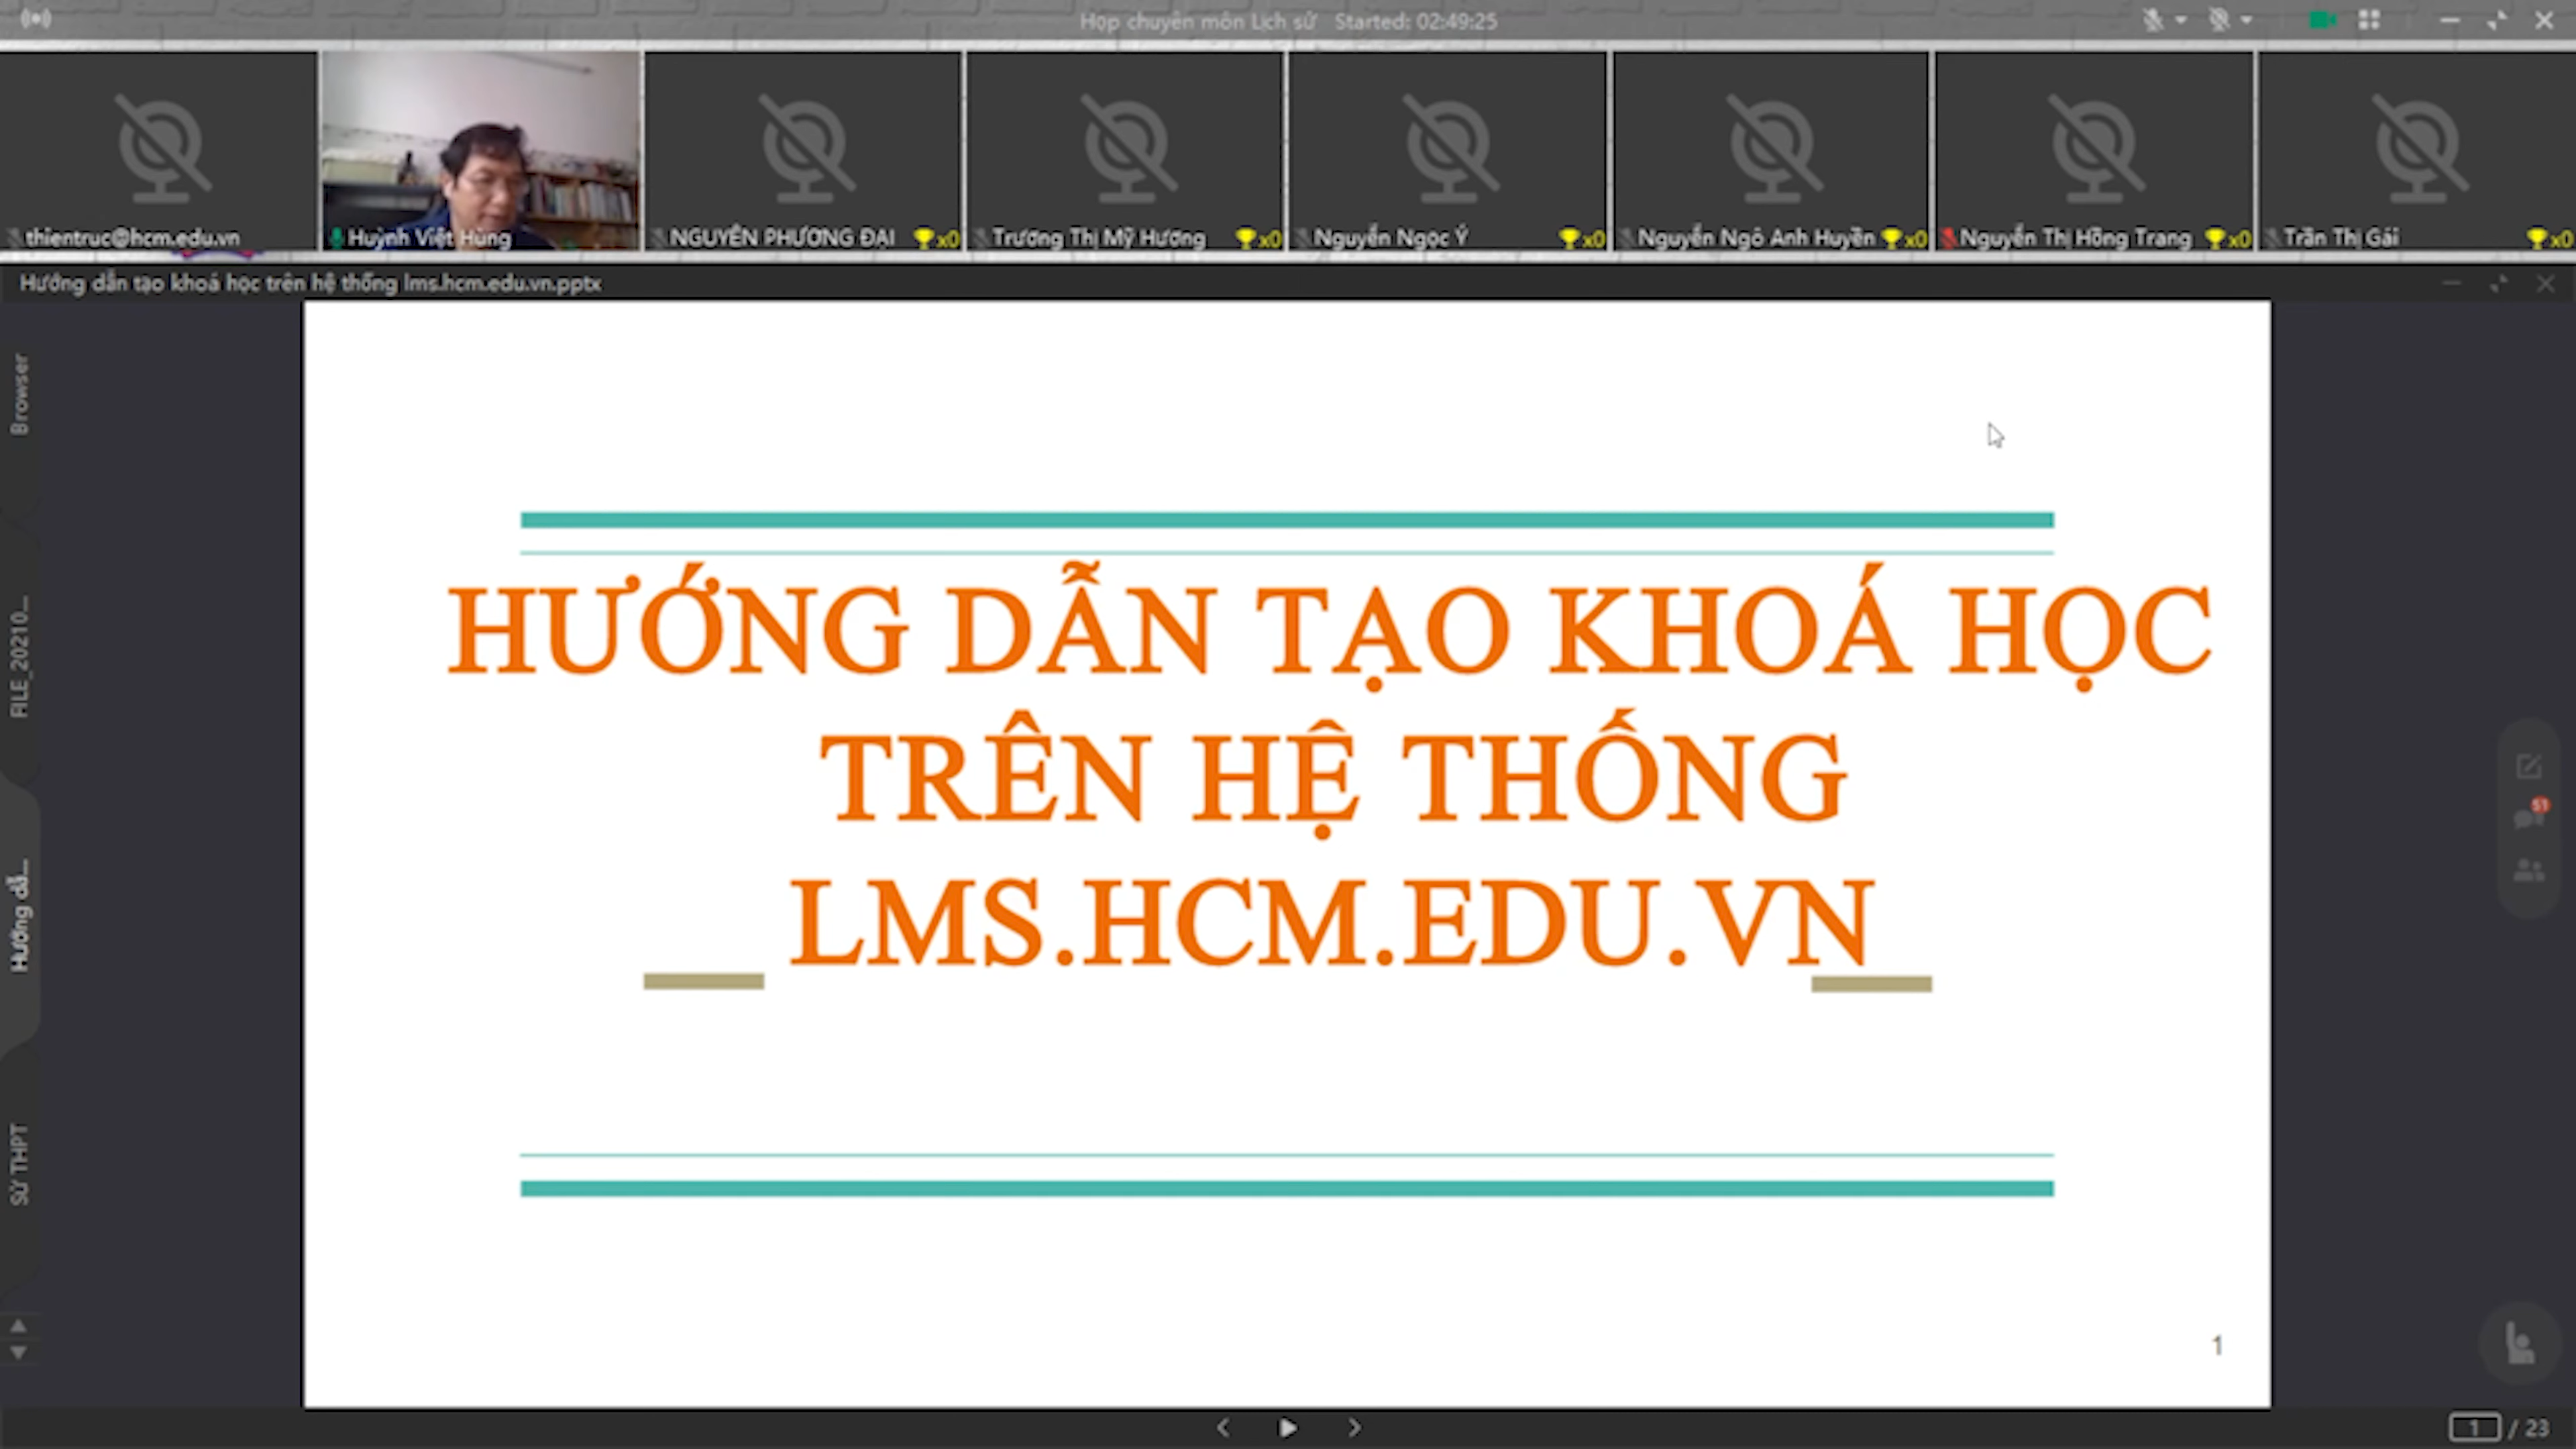 Họp chuyên môn Lịch sử Started: 02:49:25
thientruc@hcm.edu.vn
Huỳnh Việt Hùng
NGUYỄN PHƯƠNG ĐẠI x0
Trương Thị Mỹ Hương x0
Nguyễn Ngọc Ý x0
Nguyễn Ngô Anh Huyền x0
Nguyễn Thị Hồng Trang x0
Trần Thị Gái x0
Hướng dẫn tạo khoá học trên hệ thống lms.hcm.edu.vn.pptx
Browser
FILE_20210...
Hướng dẫ...
SỬ THPT
HƯỚNG DẪN TẠO KHOÁ HỌC
TRÊN HỆ THỐNG
LMS.HCM.EDU.VN
51
1
1 / 23